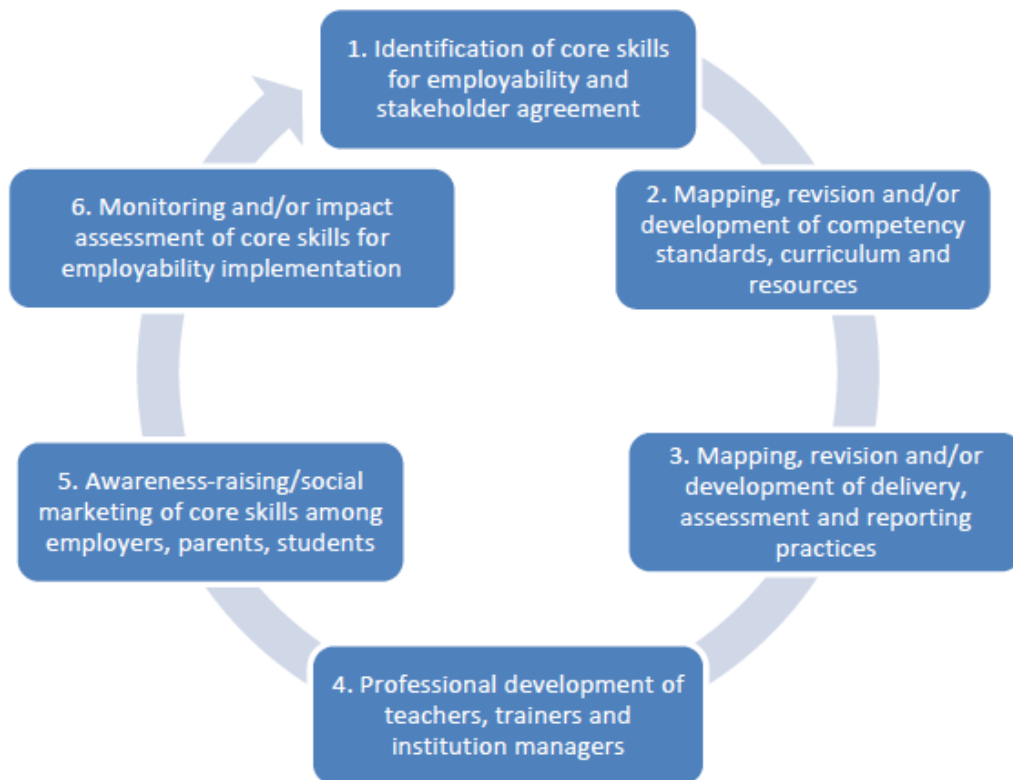 1. Identification of core skills
for employability and
stakeholder agreement
2. Mapping, revision and/or
development of competency
standards, curriculum and
resources
3. Mapping, revision and/or
development of delivery,
assessment and reporting
practices
4. Professional development of
teachers, trainers and
institution managers
5. Awareness-raising/social
marketing of core skills among
employers, parents, students
6. Monitoring and/or impact
assessment of core skills for
employability implementation